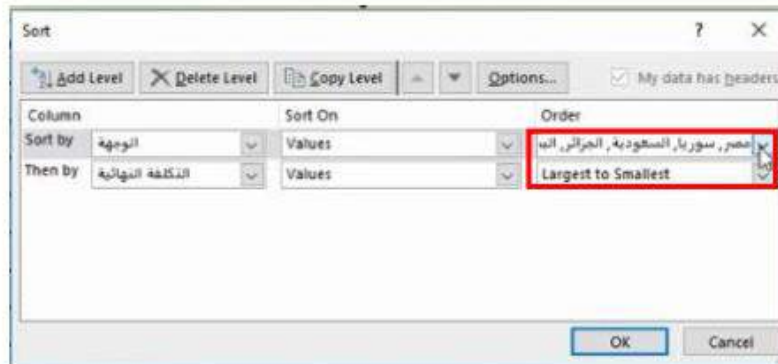 Sort ? ×
Add Level Delete Level Copy Level Options... My data has headers
Column Sort On Order
Sort by الوجهة Values مصر, سوريا, السعودية, الجزائر,
Then by التكلفة النهائية Values Largest to Smallest
OK Cancel